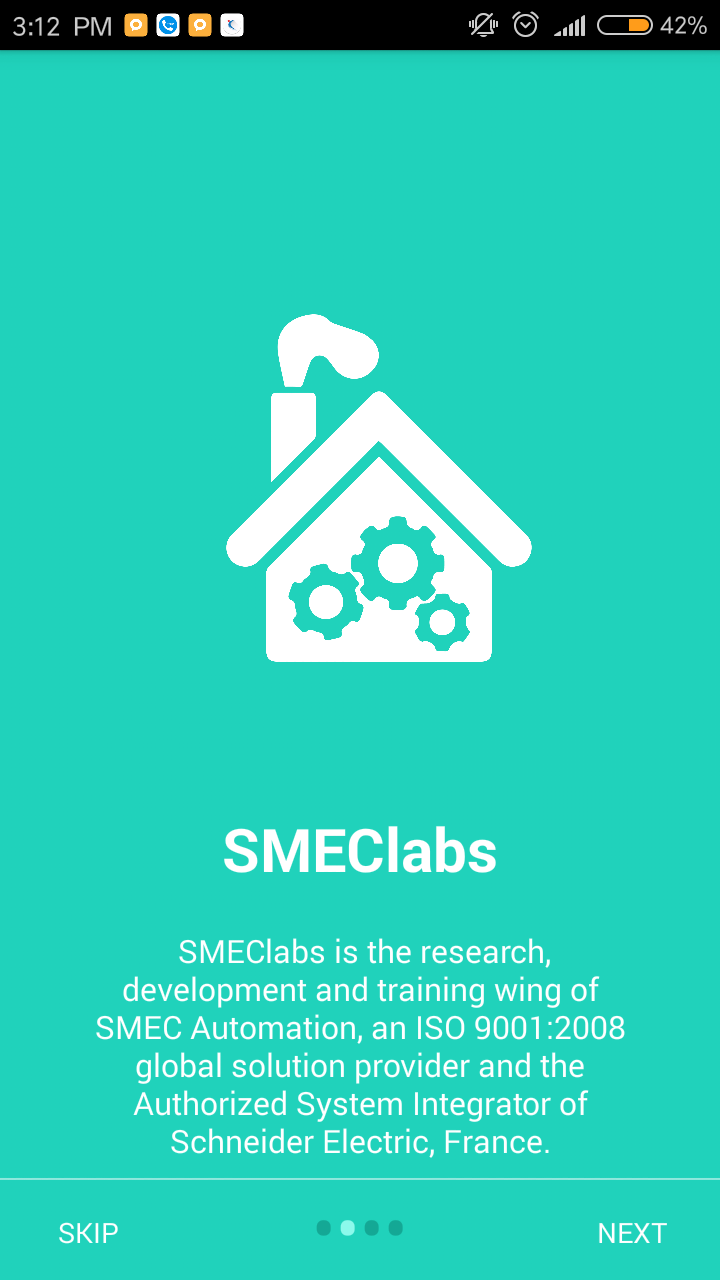 3:12 PM 42%
SMEClabs
SMEClabs is the research,
development and training wing of
SMEC Automation, an ISO 9001:2008
global solution provider and the
Authorized System Integrator of
Schneider Electric, France.
SKIP NEXT